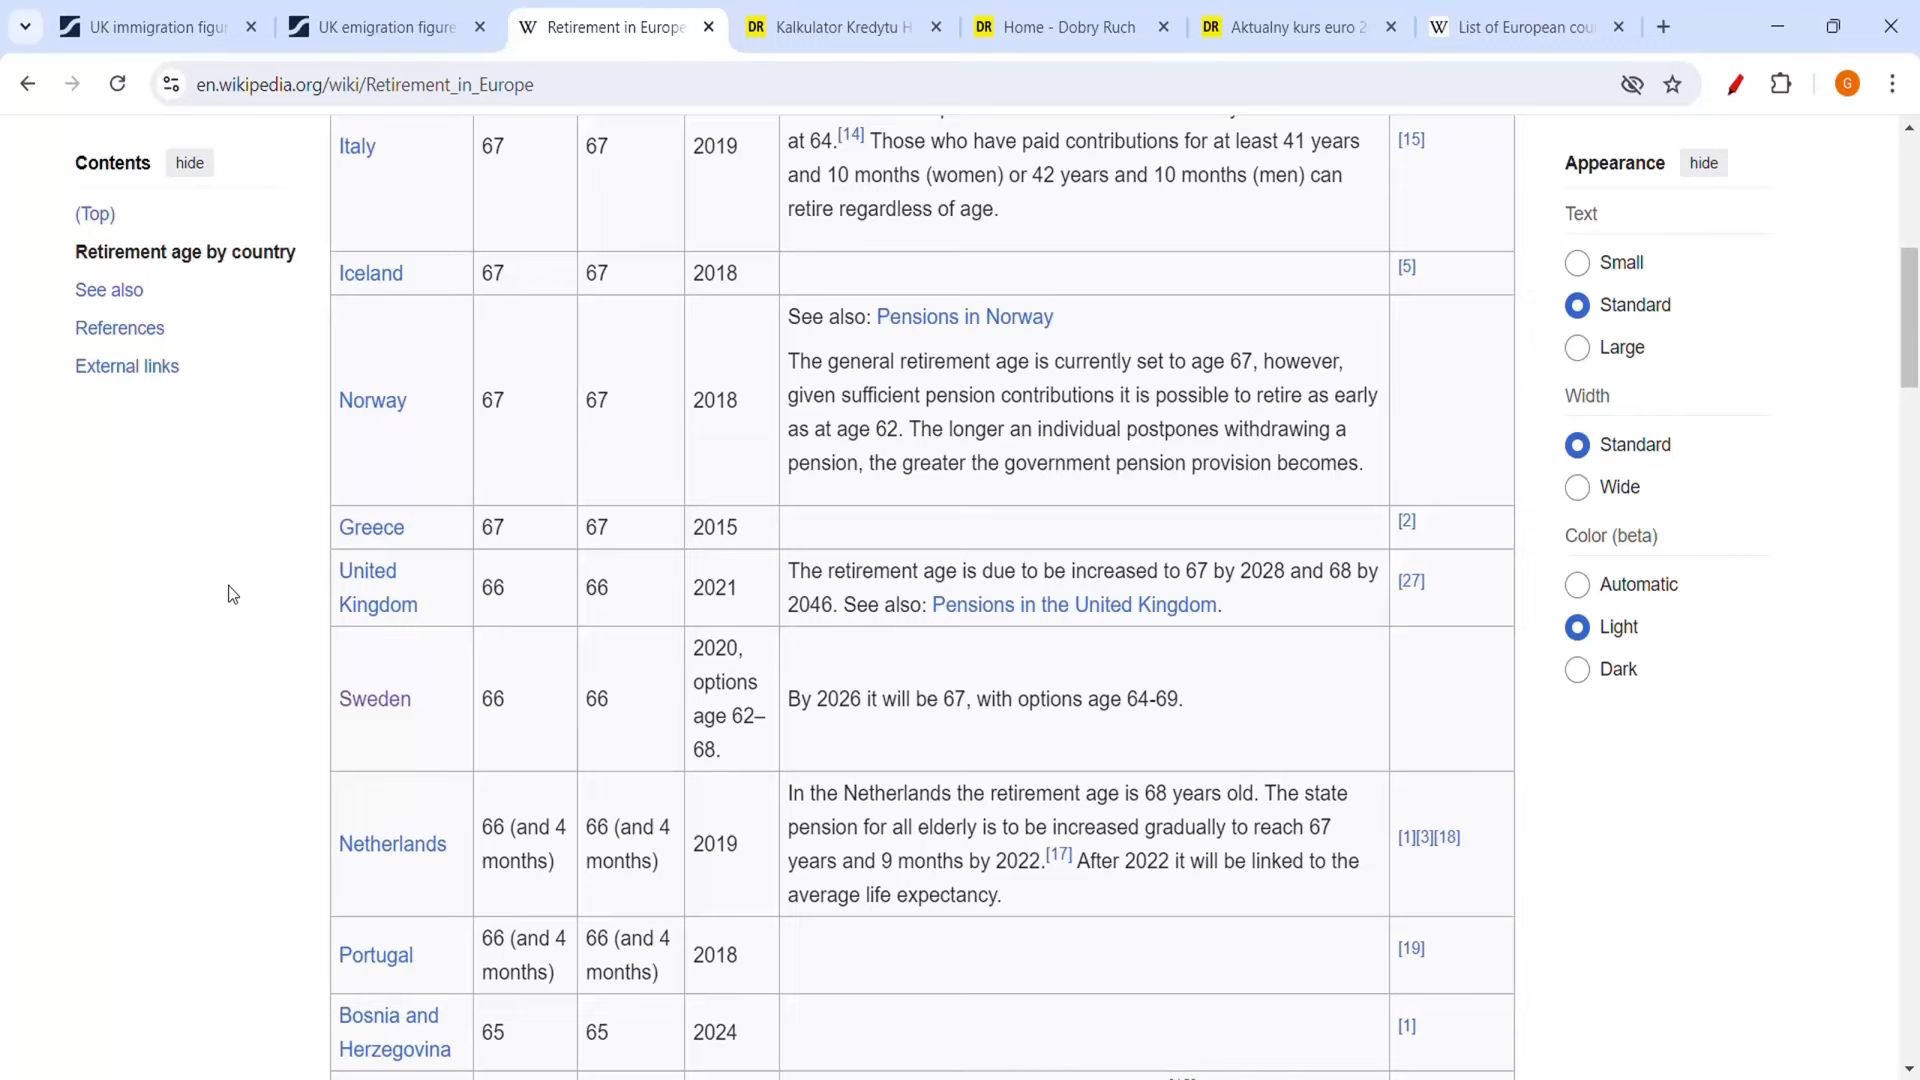 UK immigration figu
UK emigration figure
Retirement in Europe
DR
Kalkulator Kredytu H
DR
Home - Dobry Ruch
DR
Aktualny kurs euro 2
List of European cou
en.wikipedia.org/wiki/Retirement_in_Europe
G
Contents
hide
(Top)
Retirement age by country
See also
References
External links
Italy
67
67
2019
at 64.[14] Those who have paid contributions for at least 41 years
and 10 months (women) or 42 years and 10 months (men) can
retire regardless of age.
[15]
Iceland
67
67
2018
[5]
Norway
67
67
2018
See also: Pensions in Norway
The general retirement age is currently set to age 67, however,
given sufficient pension contributions it is possible to retire as early
as at age 62. The longer an individual postpones withdrawing a
pension, the greater the government pension provision becomes.
Greece
67
67
2015
[2]
United
Kingdom
66
66
2021
The retirement age is due to be increased to 67 by 2028 and 68 by
2046. See also: Pensions in the United Kingdom.
[27]
Sweden
66
66
2020,
options
age 62–
68.
By 2026 it will be 67, with options age 64-69.
Netherlands
66 (and 4
months)
66 (and 4
months)
2019
In the Netherlands the retirement age is 68 years old. The state
pension for all elderly is to be increased gradually to reach 67
years and 9 months by 2022.[17] After 2022 it will be linked to the
average life expectancy.
[1][3][18]
Portugal
66 (and 4
months)
66 (and 4
months)
2018
[19]
Bosnia and
Herzegovina
65
65
2024
[1]
Appearance
hide
Text
Small
Standard
Large
Width
Standard
Wide
Color (beta)
Automatic
Light
Dark